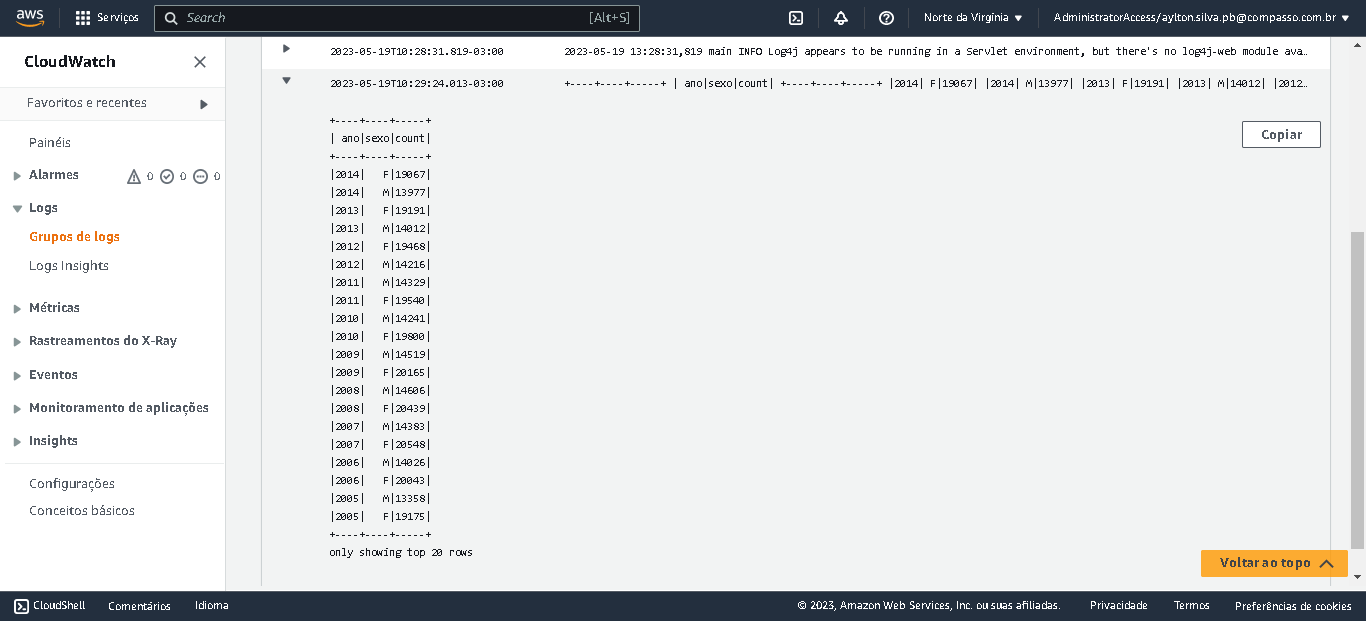 aws
Serviços
Search
[Alt+S]
Norte da Virgínia
AdministratorAccess/aylton.silva.pb@compasso.com.br
CloudWatch
Favoritos e recentes
Painéis
Alarmes 0 0 0
Logs
Grupos de logs
Logs Insights
Métricas
Rastreamentos do X-Ray
Eventos
Monitoramento de aplicações
Insights
Configurações
Conceitos básicos
2023-05-19T10:28:31.819-03:00 2023-05-19 13:28:31,819 main INFO Log4j appears to be running in a Servlet environment, but there's no log4j-web module ava…
2023-05-19T10:29:24.013-03:00 +----+----+-----+ | ano|sexo|count| +----+----+-----+ |2014| F|19067| |2014| M|13977| |2013| F|19191| |2013| M|14012| |2012…
+----+----+-----+
| ano|sexo|count|
+----+----+-----+
|2014|   F|19067|
|2014|   M|13977|
|2013|   F|19191|
|2013|   M|14012|
|2012|   F|19468|
|2012|   M|14216|
|2011|   M|14329|
|2011|   F|19540|
|2010|   M|14241|
|2010|   F|19800|
|2009|   M|14519|
|2009|   F|20165|
|2008|   M|14606|
|2008|   F|20439|
|2007|   M|14383|
|2007|   F|20548|
|2006|   M|14026|
|2006|   F|20043|
|2005|   M|13358|
|2005|   F|19175|
+----+----+-----+
only showing top 20 rows
Copiar
Voltar ao topo
CloudShell
Comentários
Idioma
© 2023, Amazon Web Services, Inc. ou suas afiliadas.
Privacidade
Termos
Preferências de cookies